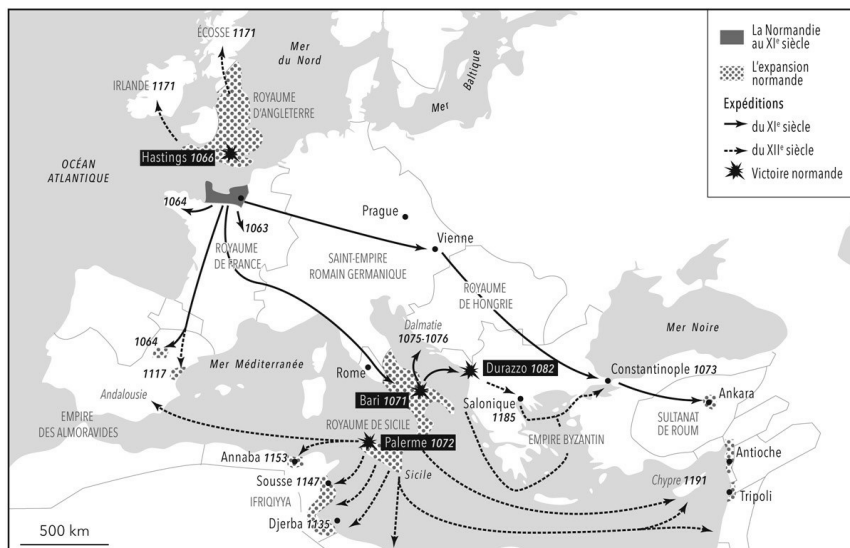 ÉCOSSE 1171
Mer
du Nord
Mer
Baltique
IRLANDE 1171
ROYAUME
D'ANGLETERRE
Hastings 1066
OCÉAN
ATLANTIQUE
La Normandie
au XIe siècle
L'expansion
normande
Expéditions
du XIe siècle
du XIIe siècle
Victoire normande
1064
1063
Prague
Vienne
ROYAUME
DE FRANCE
SAINT-EMPIRE
ROMAIN GERMANIQUE
ROYAUME
DE HONGRIE
Mer Noire
Dalmatie
1075-1076
1064
1117
Mer Méditerranée
Rome
Durazzo 1082
Constantinople 1073
Bari 1071
Salonique
1185
Ankara
SULTANAT
DE ROUM
Andalousie
EMPIRE
DES ALMORAVIDES
ROYAUME DE SICILE
Palerme 1072
EMPIRE BYZANTIN
Annaba 1153
Sicile
Antioche
Sousse 1147
Chypre 1191
IFRIQIYYA
Tripoli
Djerba 1135
500 km